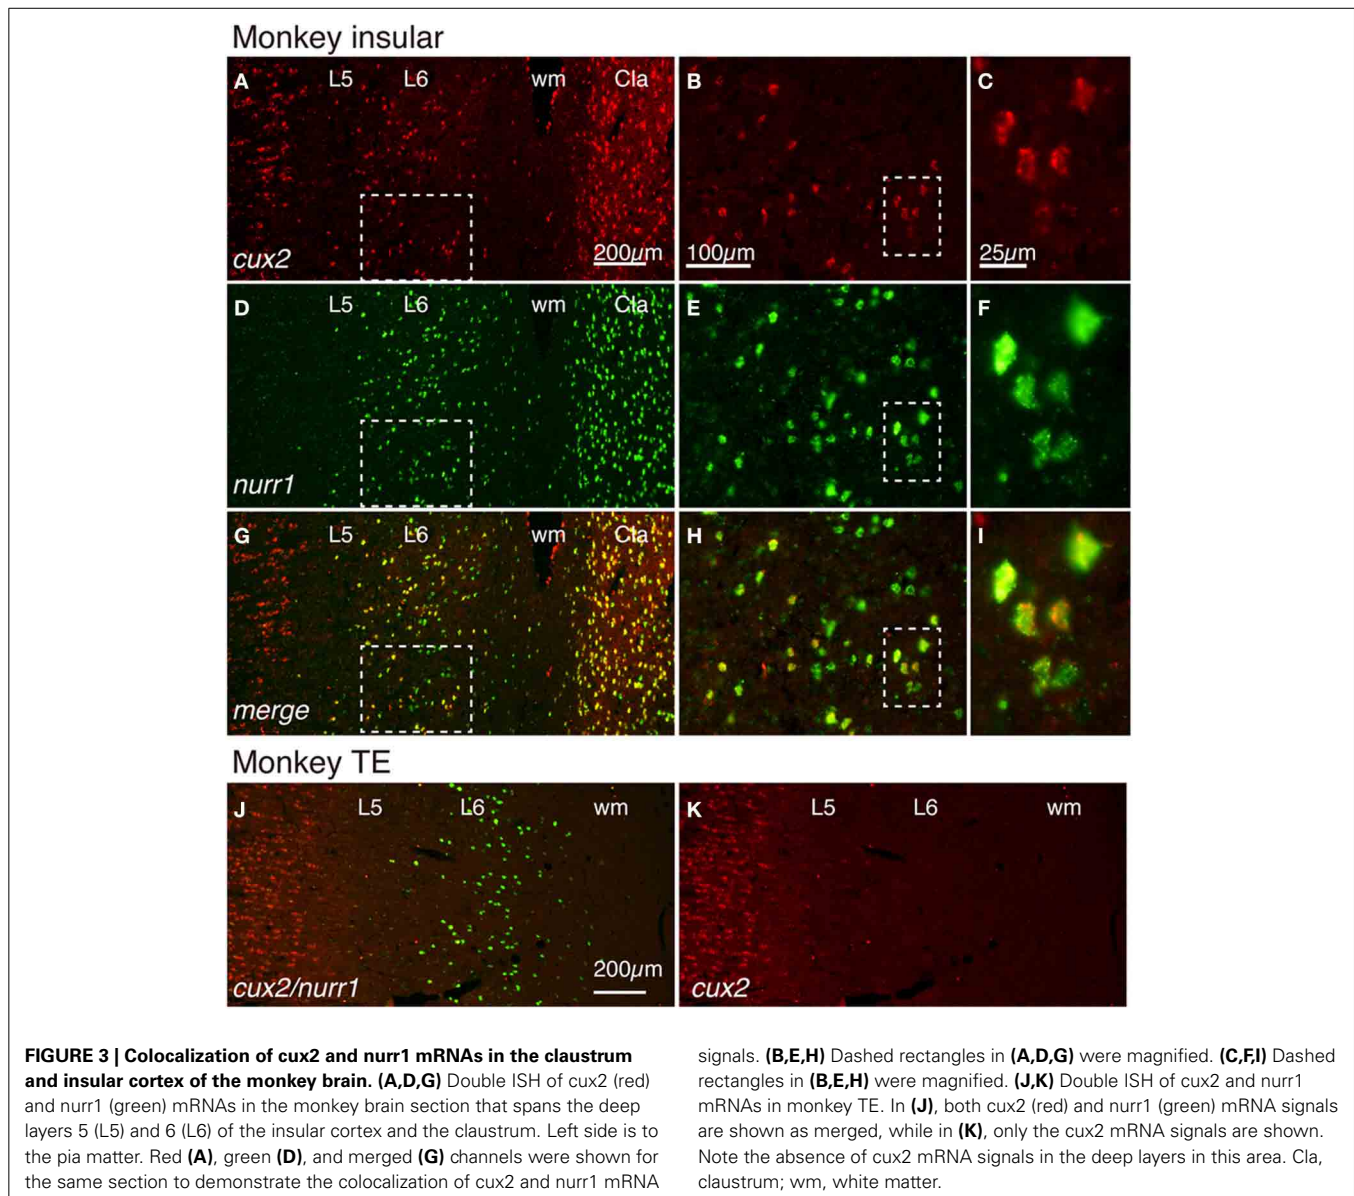 Monkey insular
A L5 L6 wm Cla
cux2 200µm
B
100µm
C
25µm
D L5 L6 wm Cla
nurr1
E
F
G L5 L6 wm Cla
merge
H
I
Monkey TE
J L5 L6 wm
cux2/nurr1 200µm
K L5 L6 wm
cux2
FIGURE 3 | Colocalization of cux2 and nurr1 mRNAs in the claustrum
and insular cortex of the monkey brain. (A,D,G) Double ISH of cux2 (red)
and nurr1 (green) mRNAs in the monkey brain section that spans the deep
layers 5 (L5) and 6 (L6) of the insular cortex and the claustrum. Left side is to
the pia matter. Red (A), green (D), and merged (G) channels were shown for
the same section to demonstrate the colocalization of cux2 and nurr1 mRNA
signals. (B,E,H) Dashed rectangles in (A,D,G) were magnified. (C,F,I) Dashed
rectangles in (B,E,H) were magnified. (J,K) Double ISH of cux2 and nurr1
mRNAs in monkey TE. In (J), both cux2 (red) and nurr1 (green) mRNA signals
are shown as merged, while in (K), only the cux2 mRNA signals are shown.
Note the absence of cux2 mRNA signals in the deep layers in this area. Cla,
claustrum; wm, white matter.